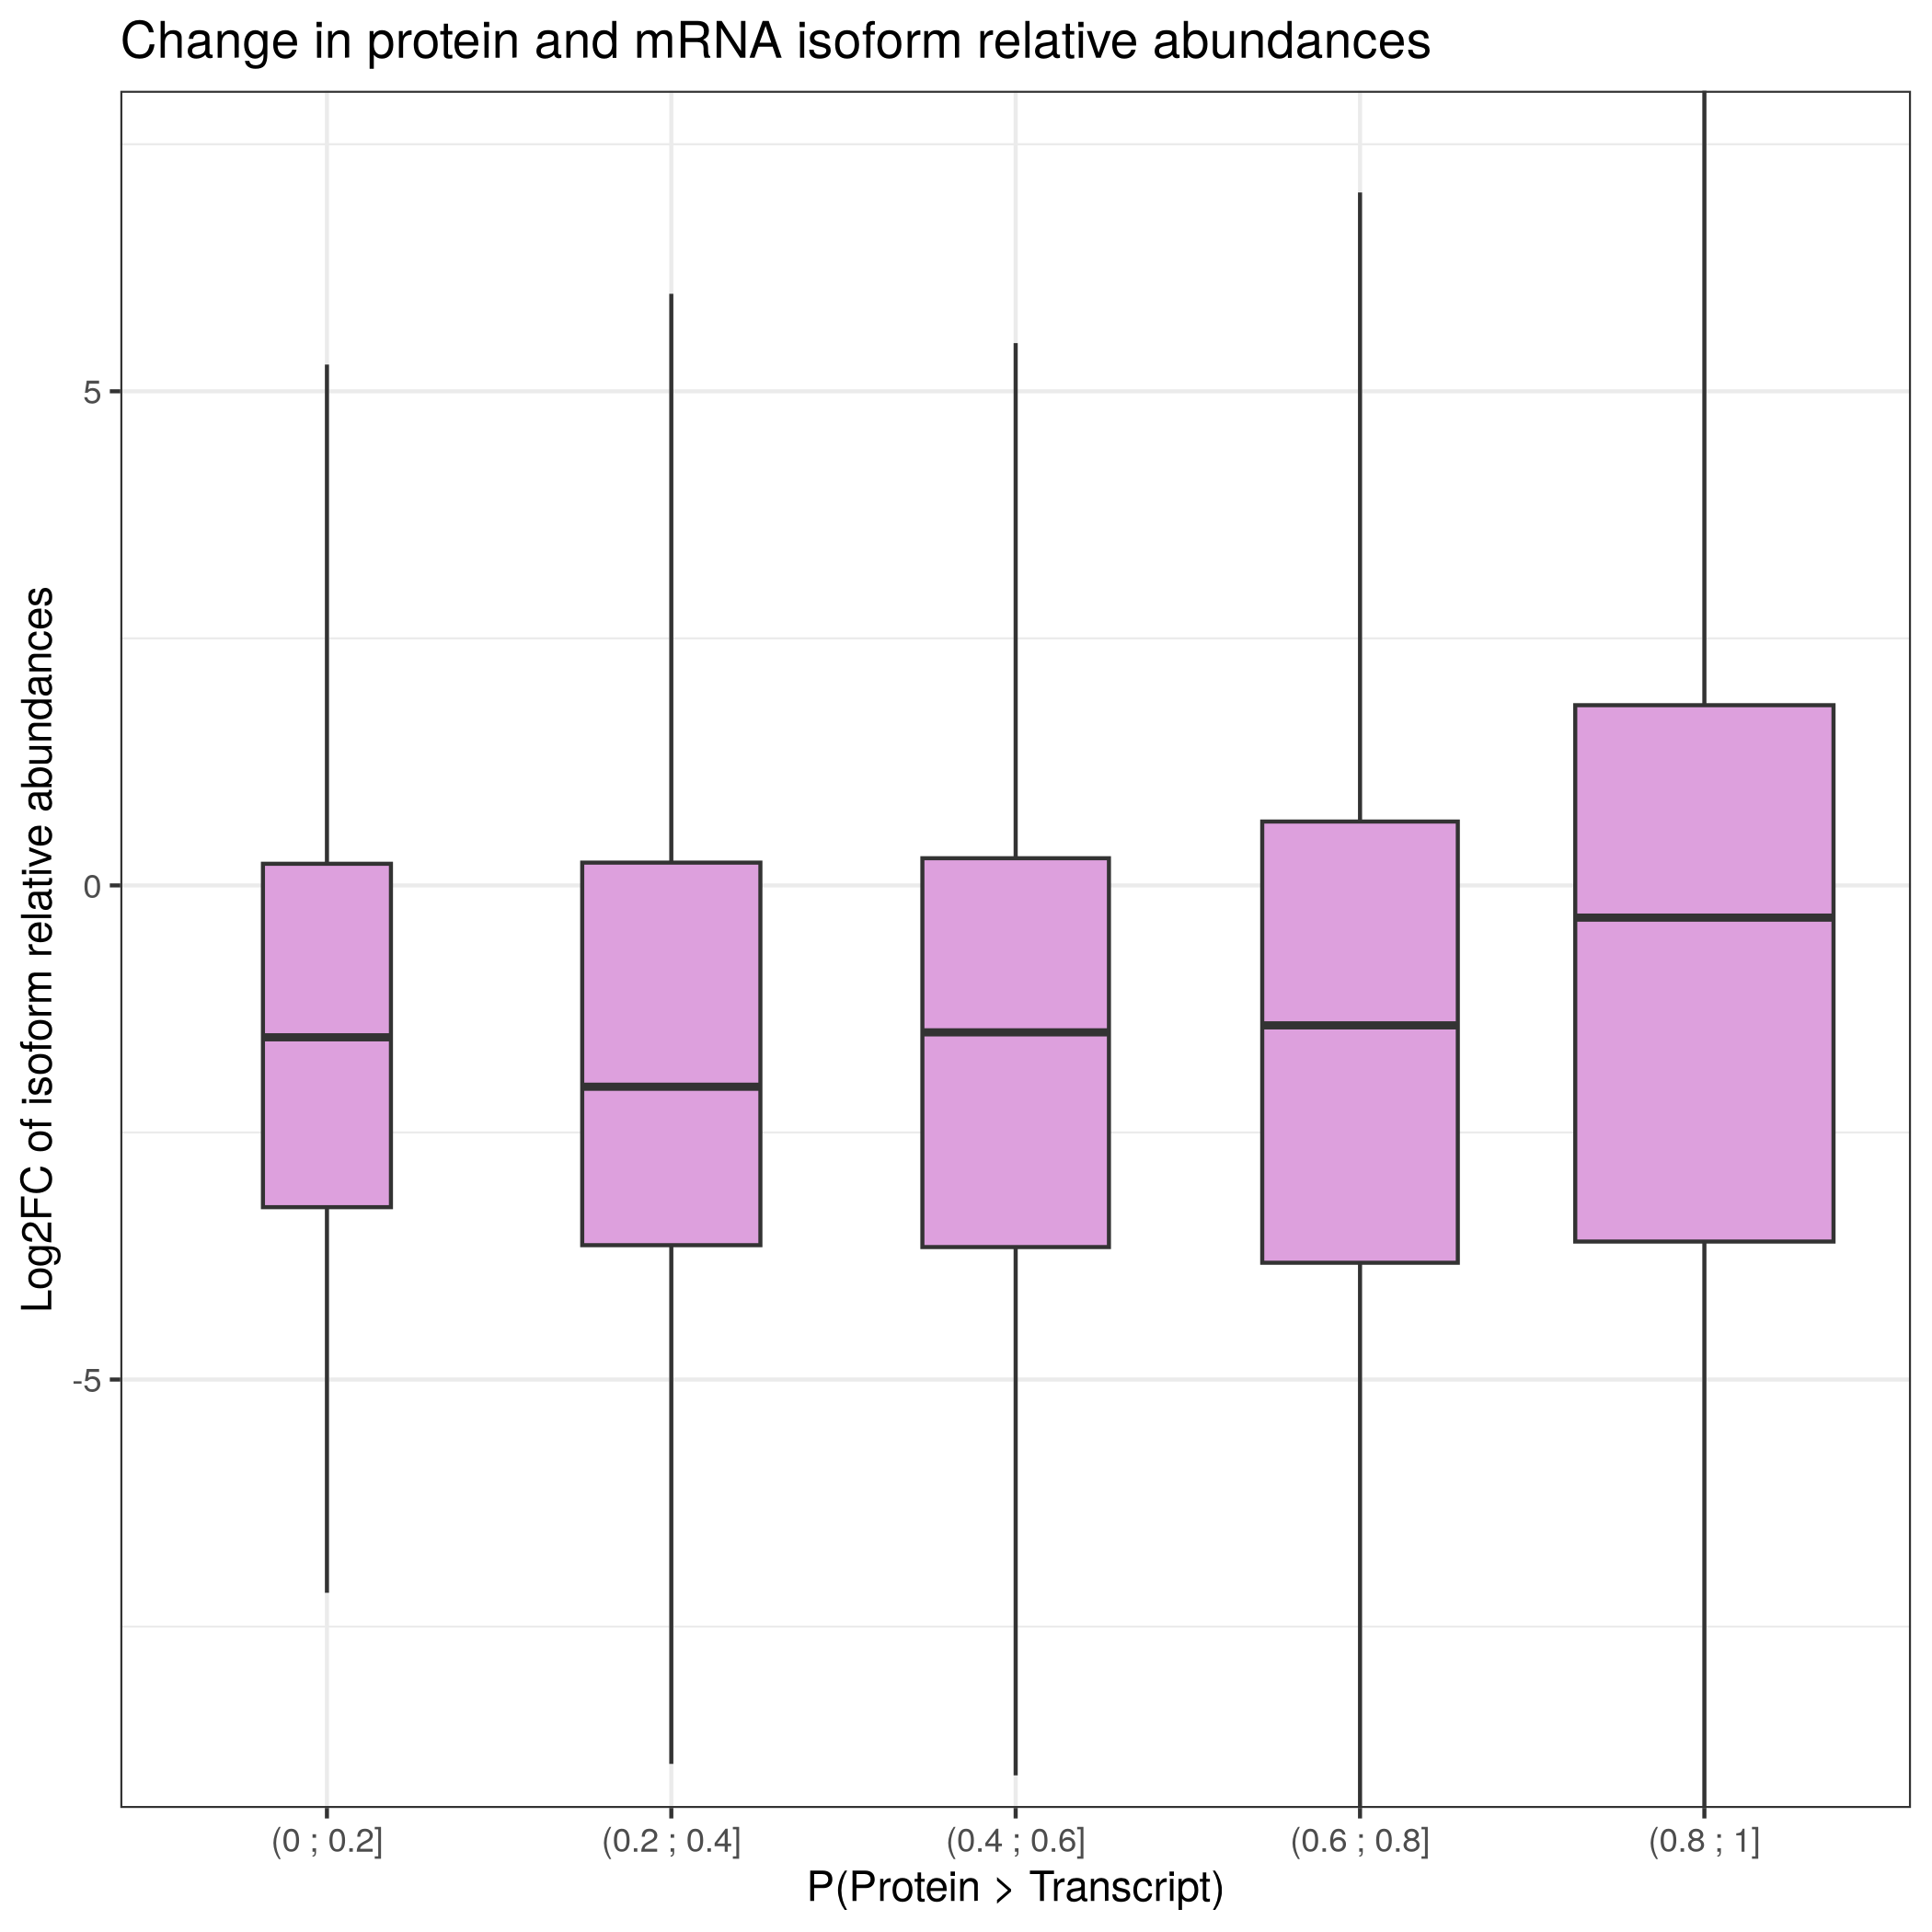 Change in protein and mRNA isoform relative abundances
Log2FC of isoform relative abundances
5
0
-5
(0 ; 0.2]
(0.2 ; 0.4]
(0.4 ; 0.6]
(0.6 ; 0.8]
(0.8 ; 1]
P(Protein > Transcript)